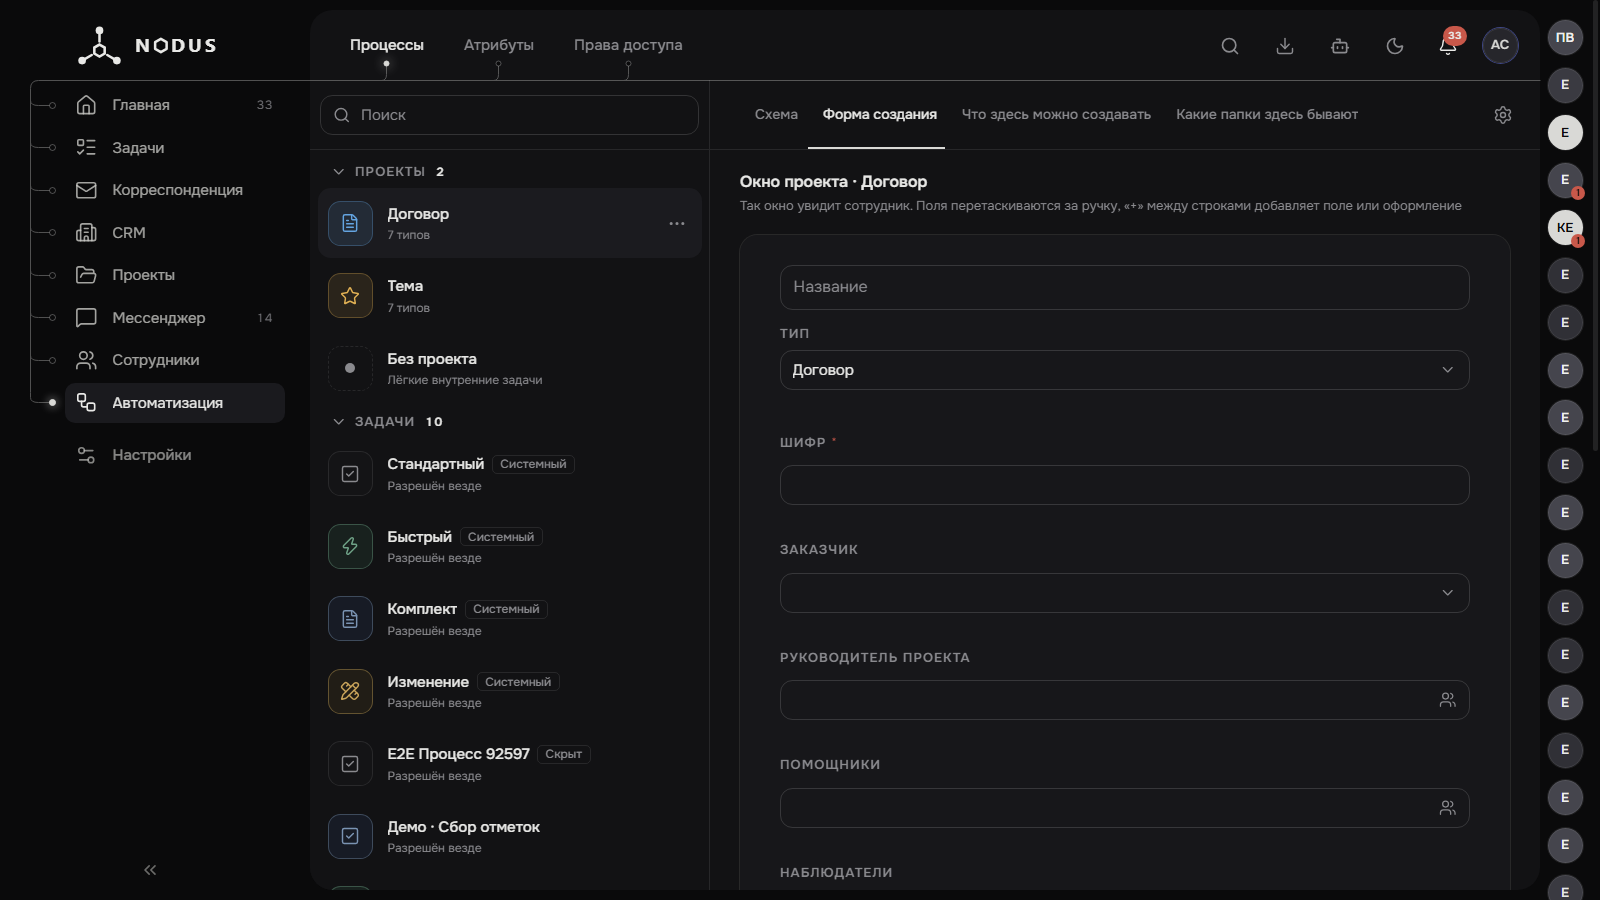 NODUS
Главная 33
Задачи
Корреспонденция
CRM
Проекты
Мессенджер 14
Сотрудники
Автоматизация
Настройки
Процессы Атрибуты Права доступа
33
АС
Поиск
ПРОЕКТЫ 2
Договор
7 типов
Тема
7 типов
Без проекта
Лёгкие внутренние задачи
ЗАДАЧИ 10
Стандартный Системный
Разрешён везде
Быстрый Системный
Разрешён везде
Комплект Системный
Разрешён везде
Изменение Системный
Разрешён везде
E2E Процесс 92597 Скрыт
Разрешён везде
Демо · Сбор отметок
Разрешён везде
Схема Форма создания Что здесь можно создавать Какие папки здесь бывают
Окно проекта · Договор
Так окно увидит сотрудник. Поля перетаскиваются за ручку, «+» между строками добавляет поле или оформление
Название
ТИП
Договор
ШИФР *
ЗАКАЗЧИК
РУКОВОДИТЕЛЬ ПРОЕКТА
ПОМОЩНИКИ
НАБЛЮДАТЕЛИ
ПВ
E
E
E
1
KE
1
E
E
E
E
E
E
E
E
E
E
E
E
E
E